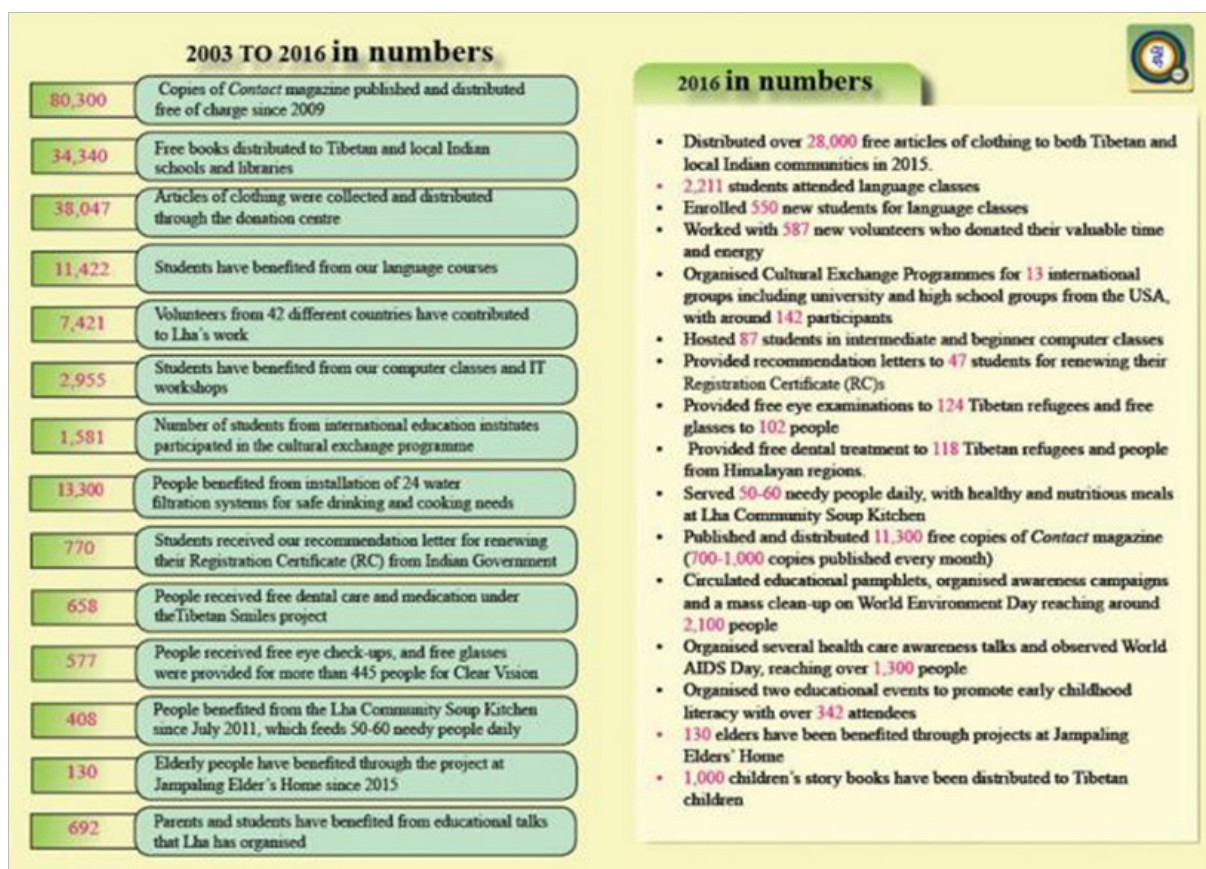 2003 TO 2016 in numbers
80,300
Copies of Contact magazine published and distributed
free of charge since 2009
34,340
Free books distributed to Tibetan and local Indian
schools and libraries
38,047
Articles of clothing were collected and distributed
through the donation centre
11,422
Students have benefited from our language courses
7,421
Volunteers from 42 different countries have contributed
to Lha's work
2,955
Students have benefited from our computer classes and IT
workshops
1,581
Number of students from international education institutes
participated in the cultural exchange programme
13,300
People benefited from installation of 24 water
filtration systems for safe drinking and cooking needs
770
Students received our recommendation letter for renewing
their Registration Certificate (RC) from Indian Government
658
People received free dental care and medication under
theTibetan Smiles project
577
People received free eye check-ups, and free glasses
were provided for more than 445 people for Clear Vision
408
People benefited from the Lha Community Soup Kitchen
since July 2011, which feeds 50-60 needy people daily
130
Elderly people have benefited through the project at
Jampaling Elder's Home since 2015
692
Parents and students have benefited from educational talks
that Lha has organised
2016 in numbers
• Distributed over 28,000 free articles of clothing to both Tibetan and
local Indian communities in 2015.
• 2,211 students attended language classes
• Enrolled 550 new students for language classes
• Worked with 587 new volunteers who donated their valuable time
and energy
• Organised Cultural Exchange Programmes for 13 international
groups including university and high school groups from the USA,
with around 142 participants
• Hosted 87 students in intermediate and beginner computer classes
• Provided recommendation letters to 47 students for renewing their
Registration Certificate (RC)s
• Provided free eye examinations to 124 Tibetan refugees and free
glasses to 102 people
• Provided free dental treatment to 118 Tibetan refugees and people
from Himalayan regions.
• Served 50-60 needy people daily, with healthy and nutritious meals
at Lha Community Soup Kitchen
• Published and distributed 11,300 free copies of Contact magazine
(700-1,000 copies published every month)
• Circulated educational pamphlets, organised awareness campaigns
and a mass clean-up on World Environment Day reaching around
2,100 people
• Organised several health care awareness talks and observed World
AIDS Day, reaching over 1,300 people
• Organised two educational events to promote early childhood
literacy with over 342 attendees
• 130 elders have been benefited through projects at Jampaling
Elders' Home
• 1,000 children's story books have been distributed to Tibetan
children